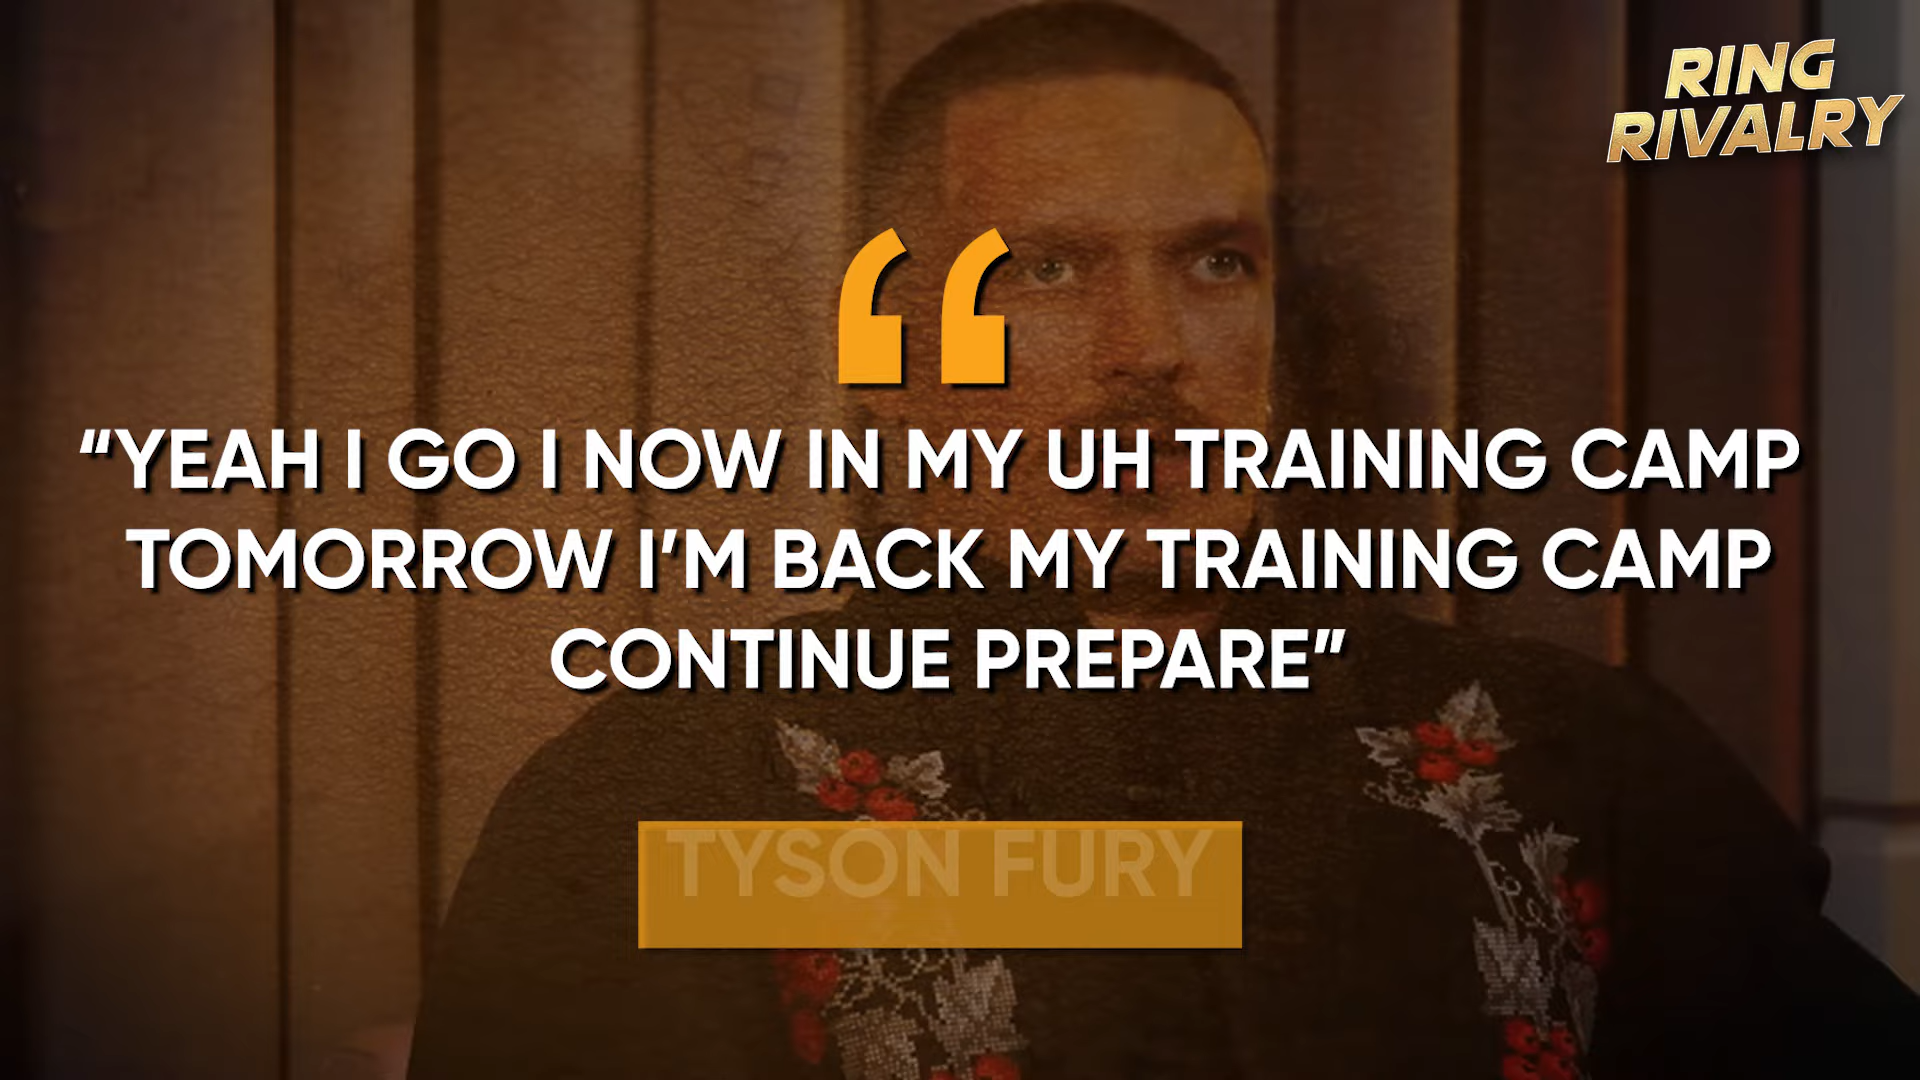 RING
RIVALRY
“YEAH I GO I NOW IN MY UH TRAINING CAMP
TOMORROW I’M BACK MY TRAINING CAMP
CONTINUE PREPARE”
TYSON FURY